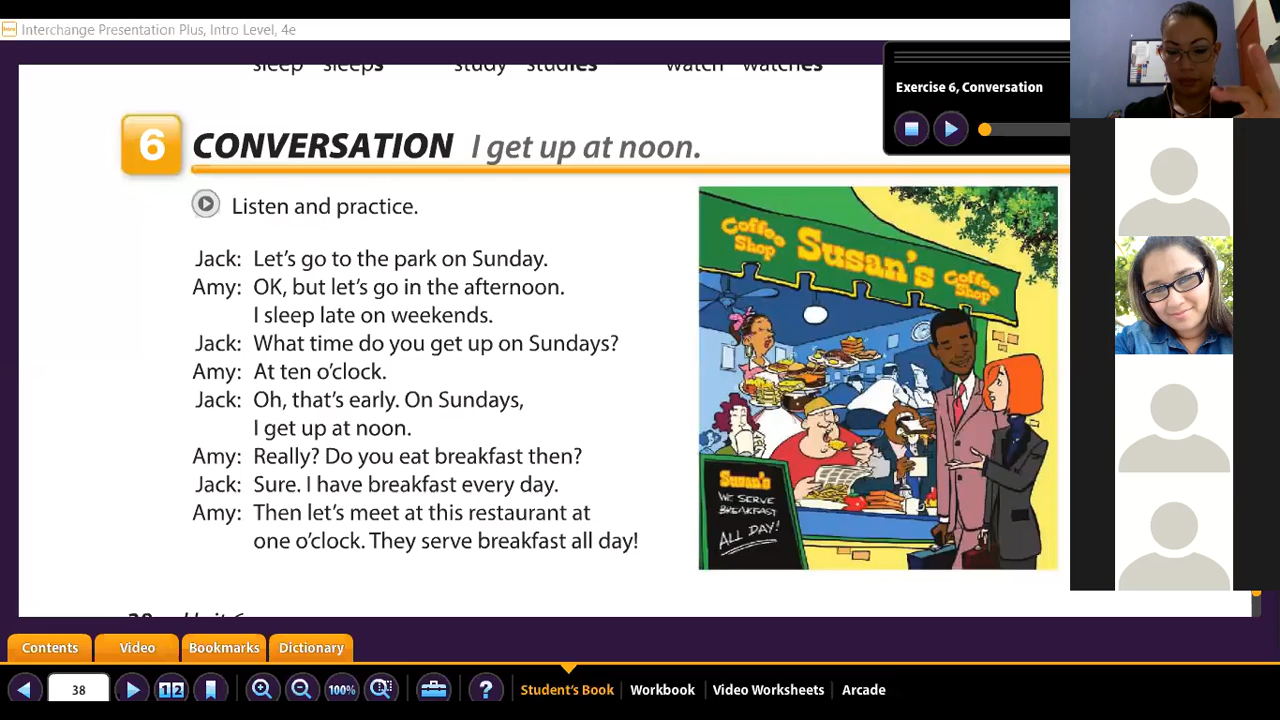 Interchange Presentation Plus, Intro Level, 4e
sleep sleeps study studies watch watches
Exercise 6, Conversation
6 CONVERSATION I get up at noon.
Listen and practice.
Jack: Let's go to the park on Sunday.
Amy: OK, but let's go in the afternoon.
I sleep late on weekends.
Jack: What time do you get up on Sundays?
Amy: At ten o'clock.
Jack: Oh, that's early. On Sundays,
I get up at noon.
Amy: Really? Do you eat breakfast then?
Jack: Sure. I have breakfast every day.
Amy: Then let's meet at this restaurant at
one o'clock. They serve breakfast all day!
Coffee Shop Susan's Coffee Shop
Susan's
WE SERVE
BREAKFAST
ALL DAY!
38 Unit 6
Contents Video Bookmarks Dictionary
38 1 2 100% ? Student's Book Workbook Video Worksheets Arcade